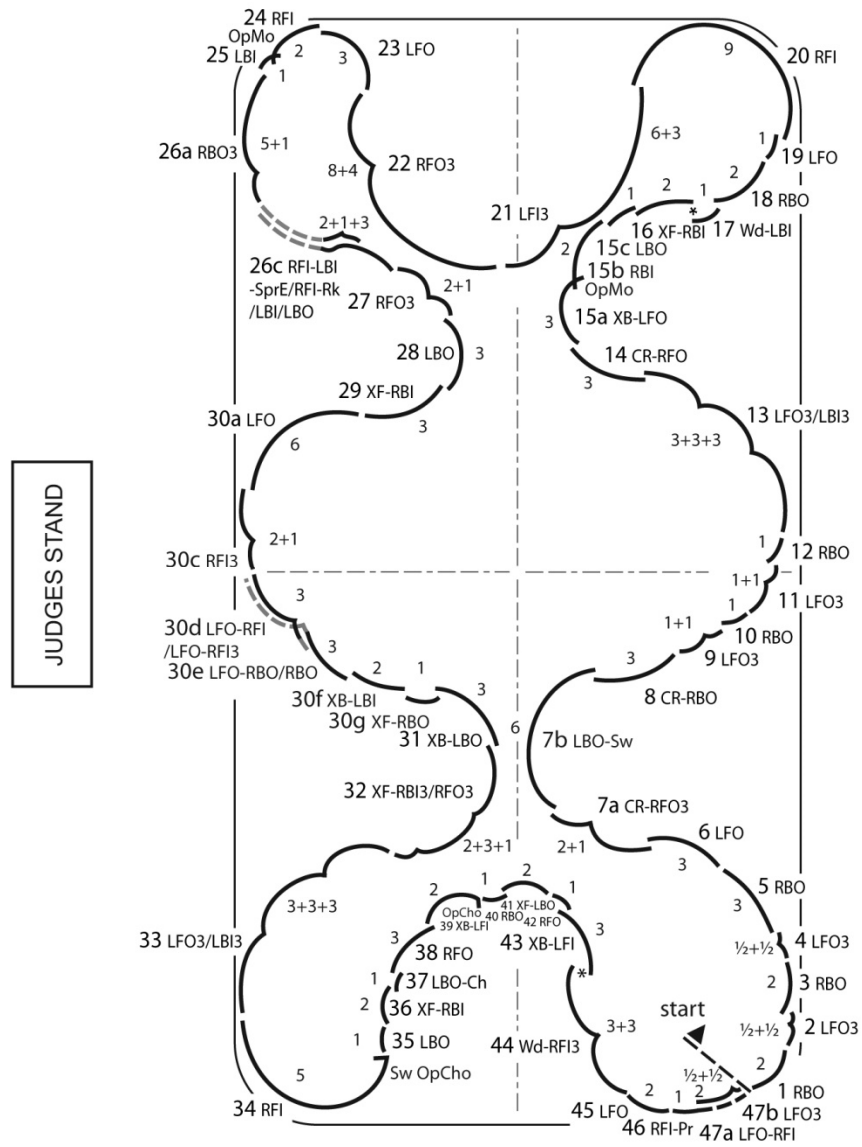 JUDGES STAND
start
½+½
2
1 RBO
½+½
2 LFO3
2
3 RBO
½+½
4 LFO3
3
5 RBO
3
6 LFO
2+1
7a CR-RFO3
6
7b LBO-Sw
3
8 CR-RBO
1+1
9 LFO3
1
10 RBO
1+1
11 LFO3
1
12 RBO
3+3+3
13 LFO3/LBI3
3
14 CR-RFO
3
15a XB-LFO
OpMo
15b RBI
2
15c LBO
1
2
16 XF-RBI
*
1
17 Wd-LBI
2
18 RBO
1
19 LFO
9
20 RFI
6+3
21 LFI3
8+4
22 RFO3
3
23 LFO
2
24 RFI
OpMo
25 LBI
1
5+1
26a RBO3
2+1+3
26c RFI-LBI
-SprE/RFI-Rk
/LBI/LBO
2+1
27 RFO3
28 LBO
3
29 XF-RBI
3
30a LFO
6
2+1
30c RFI3
3
30d LFO-RFI
/LFO-RFI3
30e LFO-RBO/RBO
3
2
30f XB-LBI
1
30g XF-RBO
3
31 XB-LBO
32 XF-RBI3/RFO3
2+3+1
3+3+3
33 LFO3/LBI3
5
34 RFI
Sw OpCho
1
35 LBO
2
36 XF-RBI
1
37 LBO-Ch
3
38 RFO
2
OpCho
39 XB-LFI
1
40 RBO
2
41 XF-LBO
1
42 RFO
3
43 XB-LFI
*
3+3
44 Wd-RFI3
2
45 LFO
1
46 RFI-Pr
2
47a LFO-RFI
47b LFO3